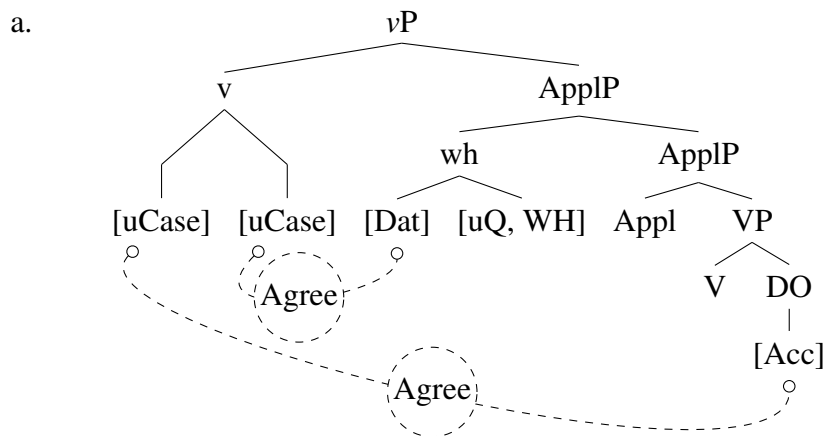 a.
vP
v ApplP
wh ApplP
[uCase] [uCase] [Dat] [uQ, WH] Appl VP
Agree V DO
[Acc]
Agree